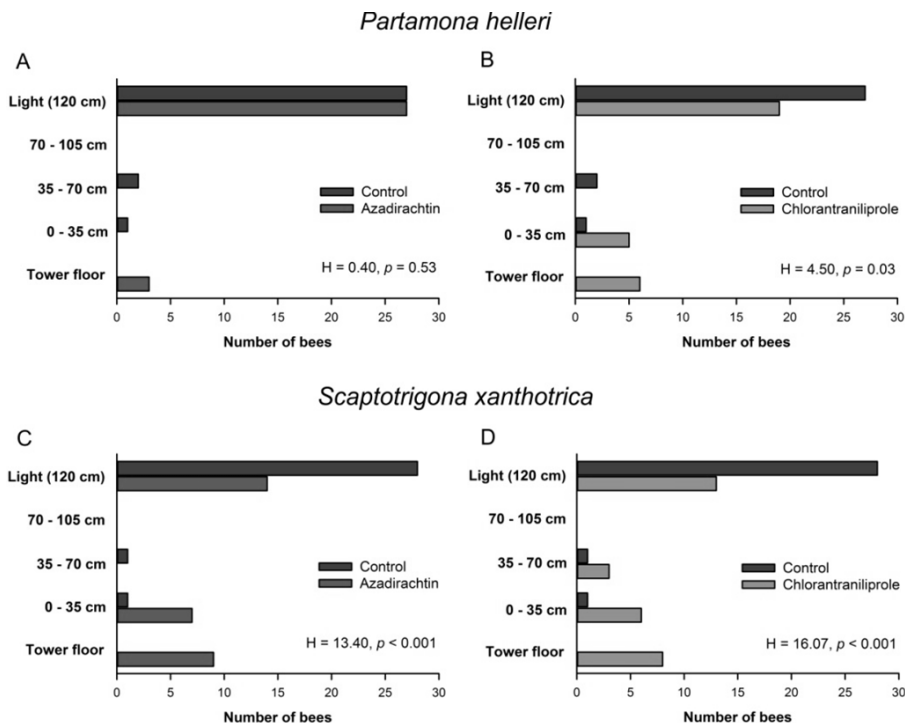 Partamona helleri
A
Light (120 cm)
70 - 105 cm
35 - 70 cm
0 - 35 cm
Tower floor
Control
Azadirachtin
H = 0.40, p = 0.53
0 5 10 15 20 25 30
Number of bees
B
Light (120 cm)
70 - 105 cm
35 - 70 cm
0 - 35 cm
Tower floor
Control
Chlorantraniliprole
H = 4.50, p = 0.03
0 5 10 15 20 25 30
Number of bees
Scaptotrigona xanthotrica
C
Light (120 cm)
70 - 105 cm
35 - 70 cm
0 - 35 cm
Tower floor
Control
Azadirachtin
H = 13.40, p < 0.001
0 5 10 15 20 25 30
Number of bees
D
Light (120 cm)
70 - 105 cm
35 - 70 cm
0 - 35 cm
Tower floor
Control
Chlorantraniliprole
H = 16.07, p < 0.001
0 5 10 15 20 25 30
Number of bees